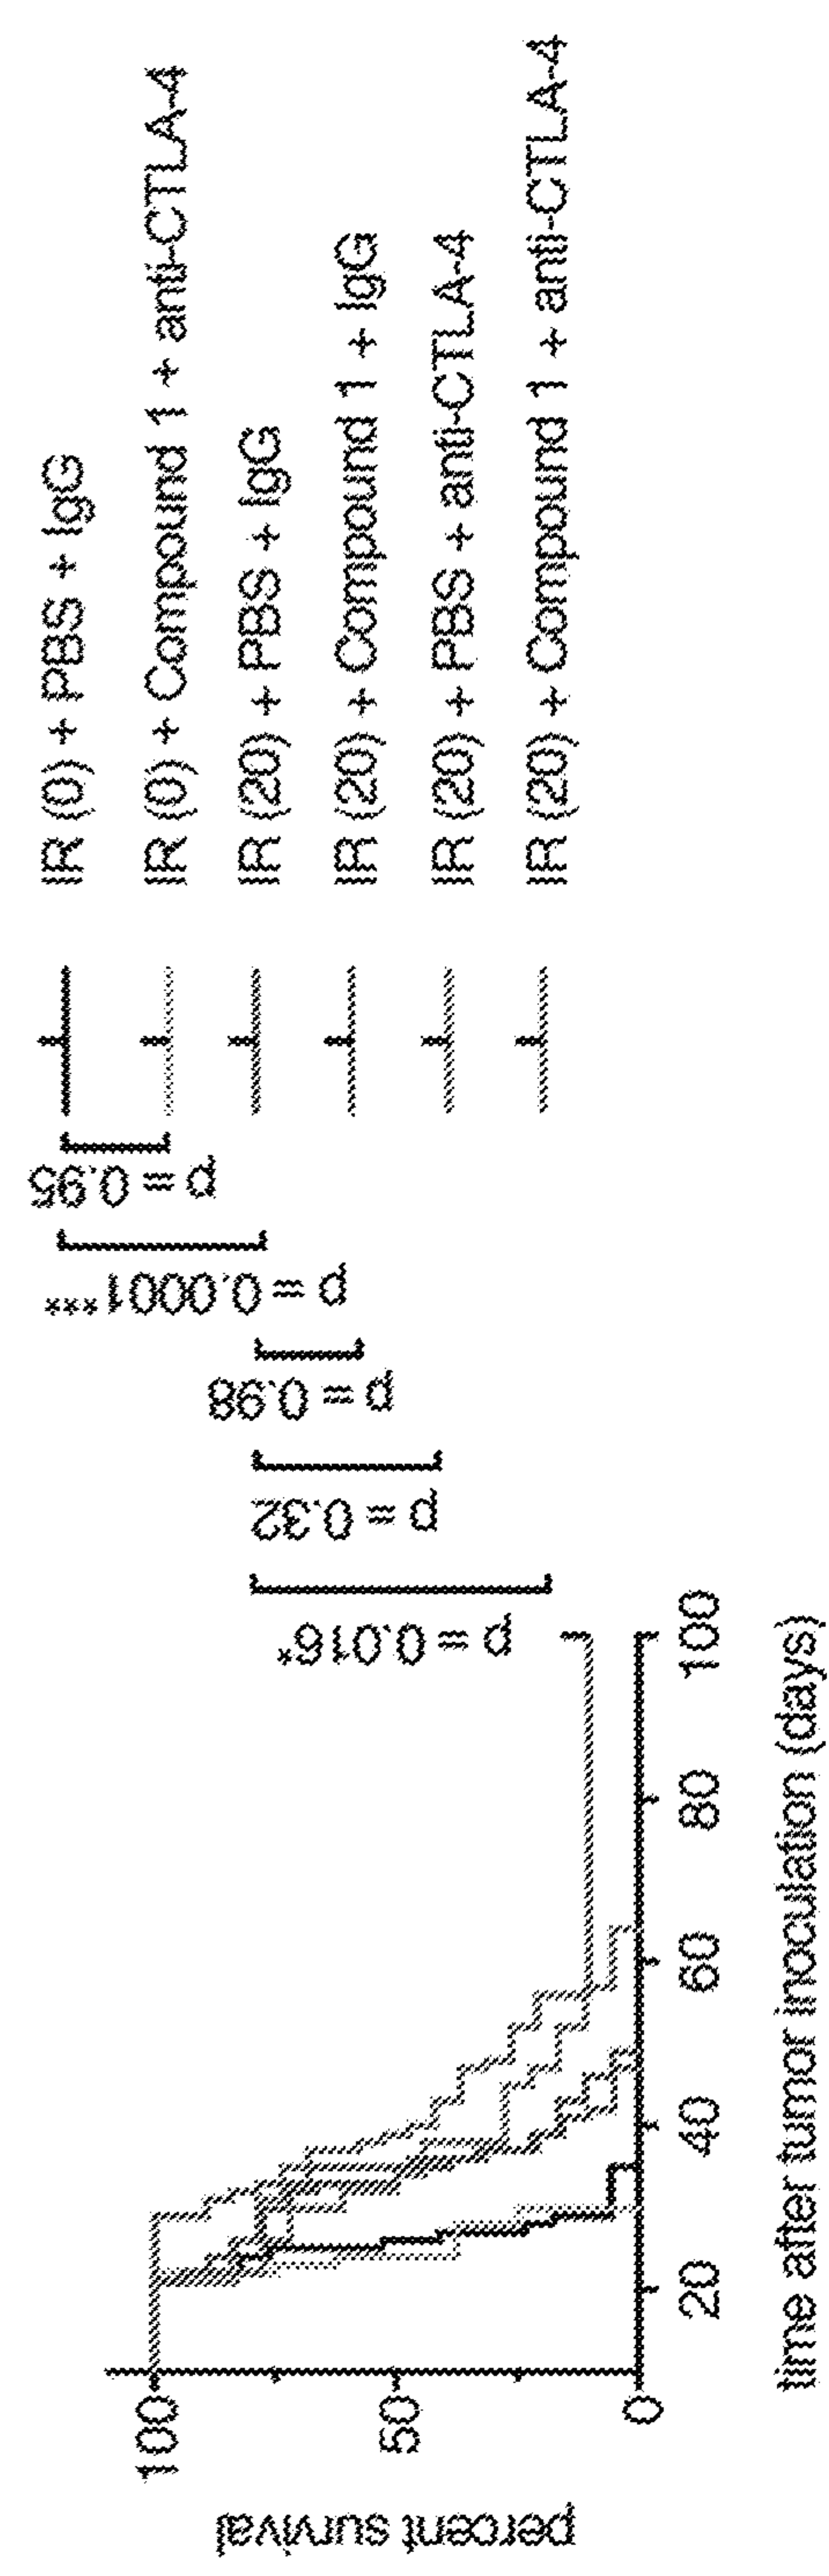 percent survival
100
50
0
20
40
60
80
100
time after tumor inoculation (days)
p = 0.016*
p = 0.32
p = 0.98
p = 0.0001***
p = 0.95
IR (0) + PBS + IgG
IR (0) + Compound 1 + anti-CTLA-4
IR (20) + PBS + IgG
IR (20) + Compound 1 + IgG
IR (20) + PBS + anti-CTLA-4
IR (20) + Compound 1 + anti-CTLA-4